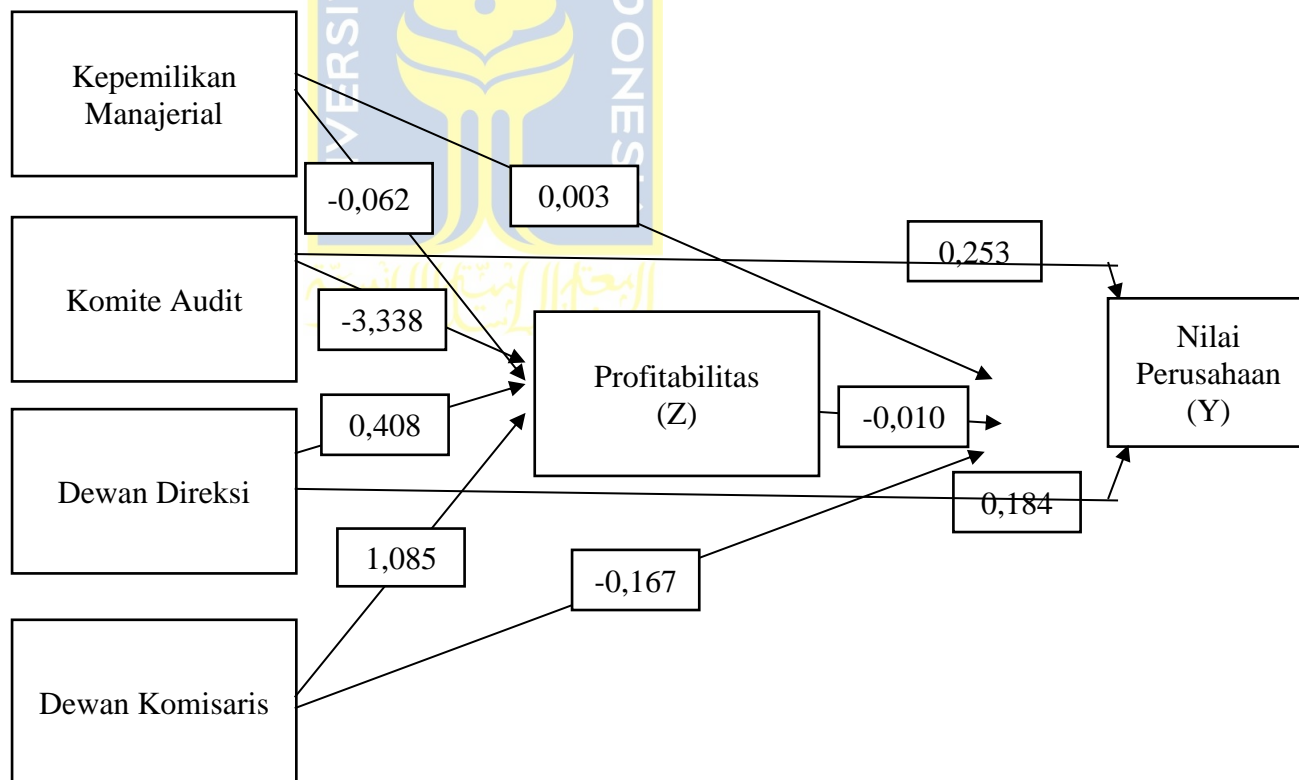 Kepemilikan
Manajerial
-0,062
0,003
Komite Audit
0,253
-3,338
Profitabilitas
(Z)
Nilai
Perusahaan
(Y)
-0,010
Dewan Direksi
0,408
0,184
1,085
-0,167
Dewan Komisaris